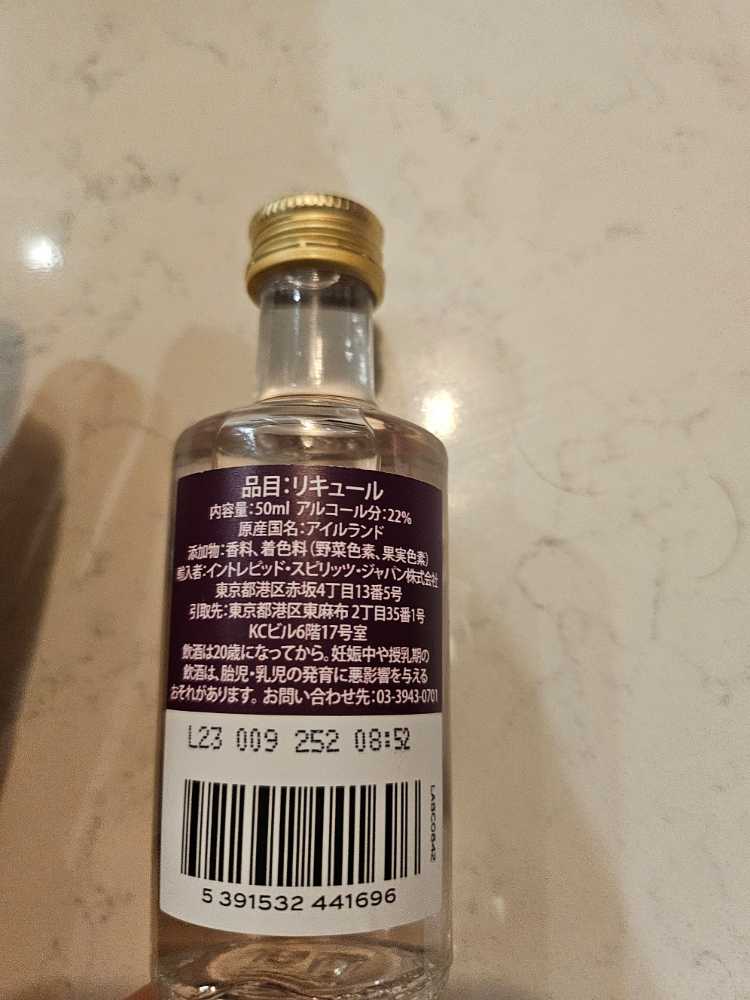 品目:リキュール
内容量:50ml アルコール分:22%
原産国名:アイルランド
添加物:香料、着色料(野菜色素、果実色素)
輸入者:イントレピッド・スピリッツ・ジャパン株式会社
東京都港区赤坂4丁目13番5号
引取先:東京都港区東麻布2丁目35番1号
KCビル6階17号室
飲酒は20歳になってから。妊娠中や授乳期の
飲酒は、胎児・乳児の発育に悪影響を与える
おそれがあります。お問い合わせ先:03-3943-0701
L23 009 252 08:52
LABC0842
5 391532 441696